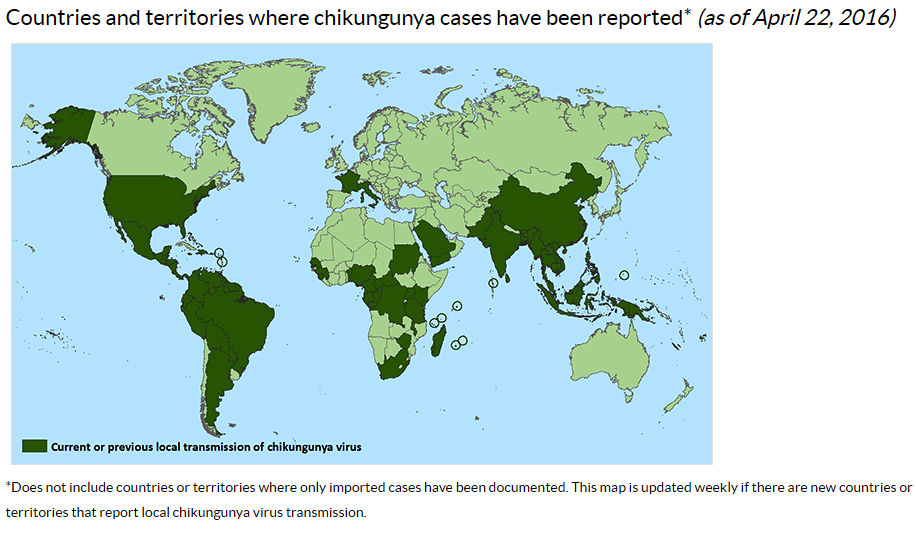 Countries and territories where chikungunya cases have been reported* (as of April 22, 2016)
Current or previous local transmission of chikungunya virus
*Does not include countries or territories where only imported cases have been documented. This map is updated weekly if there are new countries or
territories that report local chikungunya virus transmission.